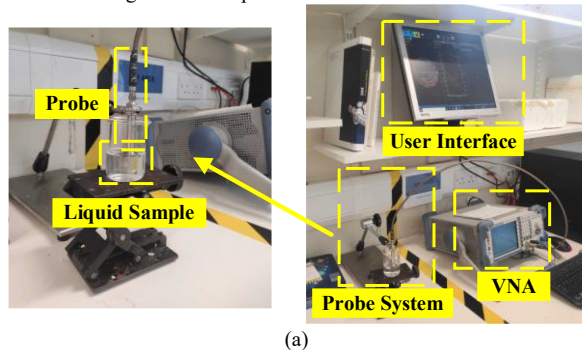 Probe
Liquid Sample
User Interface
VNA
Probe System
(a)